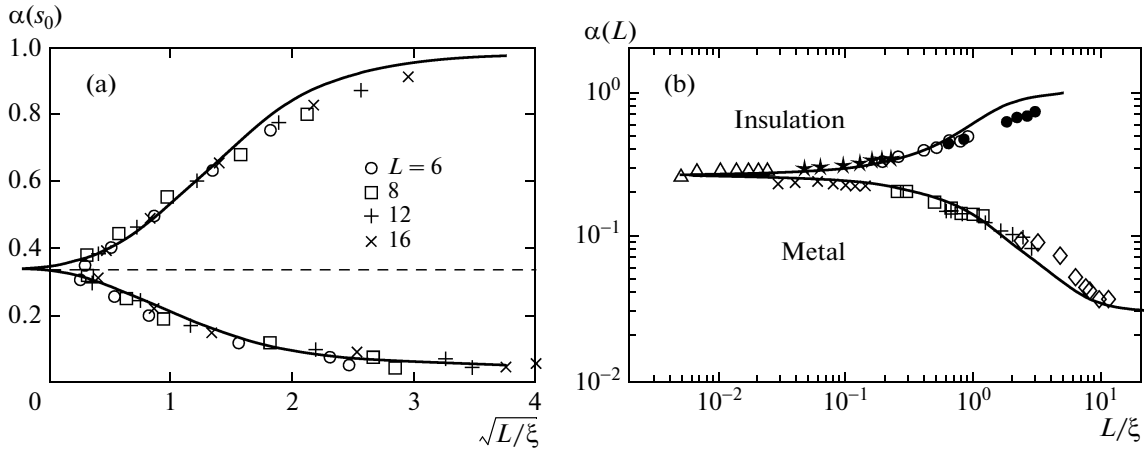 α(s₀)
1.0
(a)
0.8
0.6
L = 6
8
12
16
0.4
0.2
0
1
2
3
4
√L/ξ
α(L)
(b)
10⁰
Insulation
10⁻¹
Metal
10⁻²
10⁻²
10⁻¹
10⁰
10¹
L/ξ